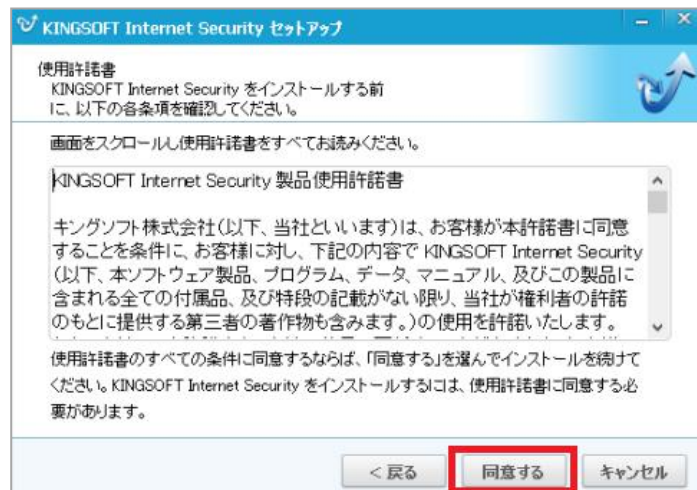 KINGSOFT Internet Security セットアップ
使用許諾書
KINGSOFT Internet Security をインストールする前
に、以下の各条項を確認してください。
画面をスクロールし使用許諾書をすべてお読みください。
KINGSOFT Internet Security 製品使用許諾書
キングソフト株式会社(以下、当社といいます)は、お客様が本許諾書に同意
することを条件に、お客様に対し、下記の内容で KINGSOFT Internet Security
(以下、本ソフトウェア製品、プログラム、データ、マニュアル、及びこの製品に
含まれる全ての付属品、及び特段の記載がない限り、当社が権利者の許諾
のもとに提供する第三者の著作物も含みます。)の使用を許諾いたします。
使用許諾書のすべての条件に同意するならば、「同意する」を選んでインストールを続けて
ください。KINGSOFT Internet Security をインストールするには、使用許諾書に同意する必
要があります。
< 戻る
同意する
キャンセル